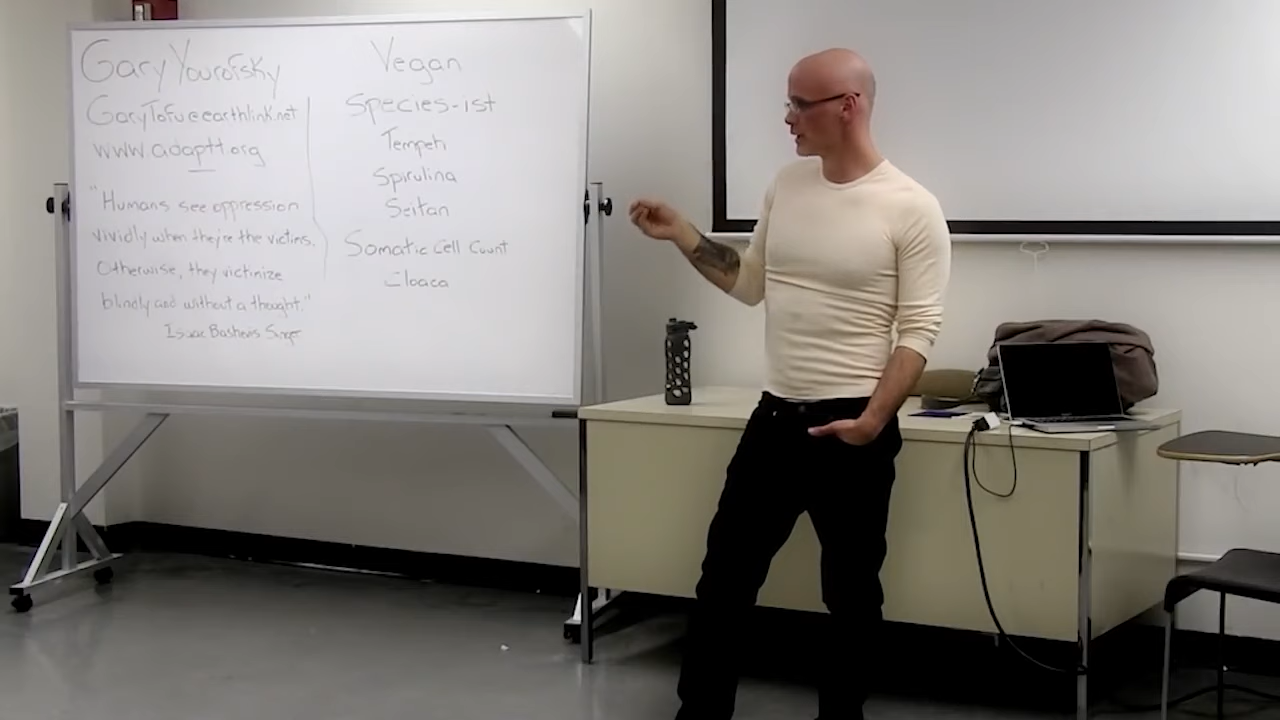 Gary Yourofsky
GaryTofu@earthlink.net
www.adaptt.org
"Humans see oppression
vividly when they're the victims.
Otherwise, they victimize
blindly and without a thought."
Isaac Bashevis Singer
Vegan
Species-ist
Tempeh
Spirulina
Seitan
Somatic Cell Count
Cloaca